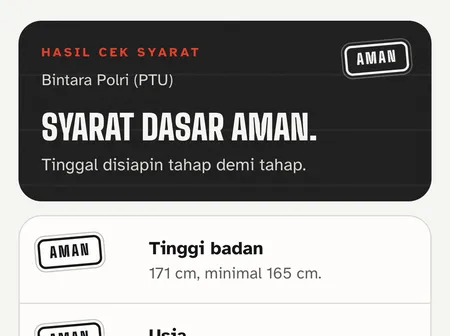 HASIL CEK SYARAT
AMAN
Bintara Polri (PTU)
SYARAT DASAR AMAN.
Tinggal disiapin tahap demi tahap.
AMAN
Tinggi badan
171 cm, minimal 165 cm.
AMAN
Usia